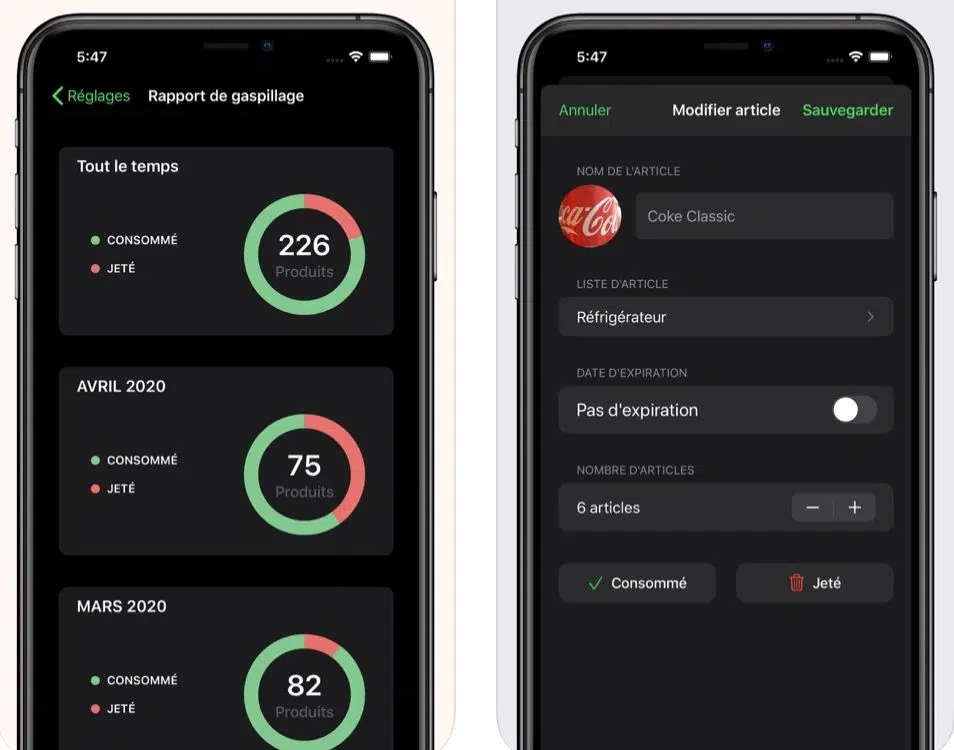 5:47
Réglages Rapport de gaspillage
Tout le temps
CONSOMMÉ
JETÉ
226
Produits
AVRIL 2020
CONSOMMÉ
JETÉ
75
Produits
MARS 2020
CONSOMMÉ
JETÉ
82
Produits
5:47
Annuler Modifier article Sauvegarder
NOM DE L'ARTICLE
Coke Classic
LISTE D'ARTICLE
Réfrigérateur
DATE D'EXPIRATION
Pas d'expiration
NOMBRE D'ARTICLES
6 articles
Consommé Jeté